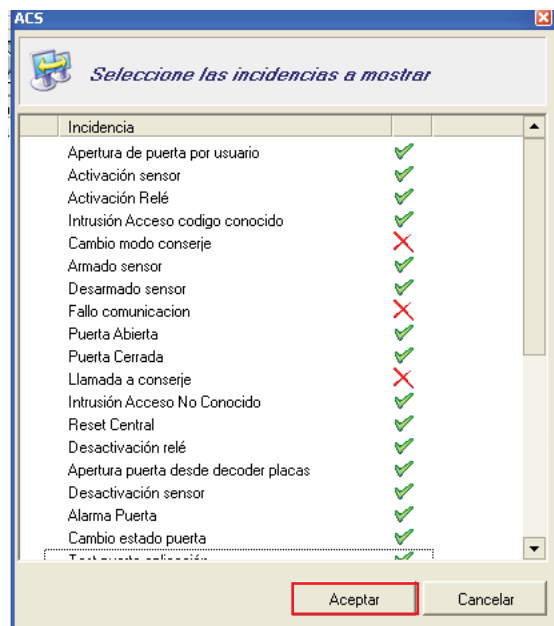 ACS
Seleccione las incidencias a mostrar
Incidencia
Apertura de puerta por usuario
Activación sensor
Activación Relé
Intrusión Acceso codigo conocido
Cambio modo conserje
Armado sensor
Desarmado sensor
Fallo comunicacion
Puerta Abierta
Puerta Cerrada
Llamada a conserje
Intrusión Acceso No Conocido
Reset Central
Desactivación relé
Apertura puerta desde decoder placas
Desactivación sensor
Alarma Puerta
Cambio estado puerta
Aceptar Cancelar